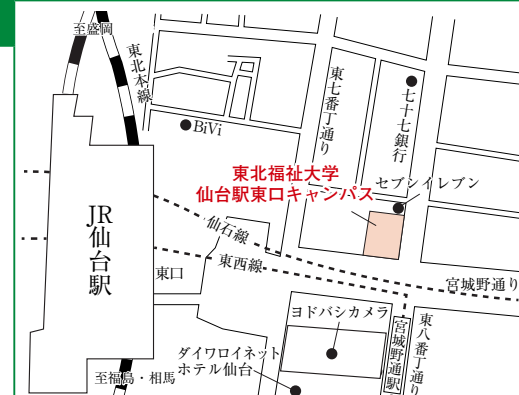 至盛岡
東北本線
BiVi
東七番丁通り
七十七銀行
東北福祉大学
仙台駅東口キャンパス
セブンイレブン
JR仙台駅
仙石線
東西線
東口
宮城野通り
ヨドバシカメラ
宮城野通駅
東八番丁通り
ダイワロイネット
ホテル仙台
至福島・相馬